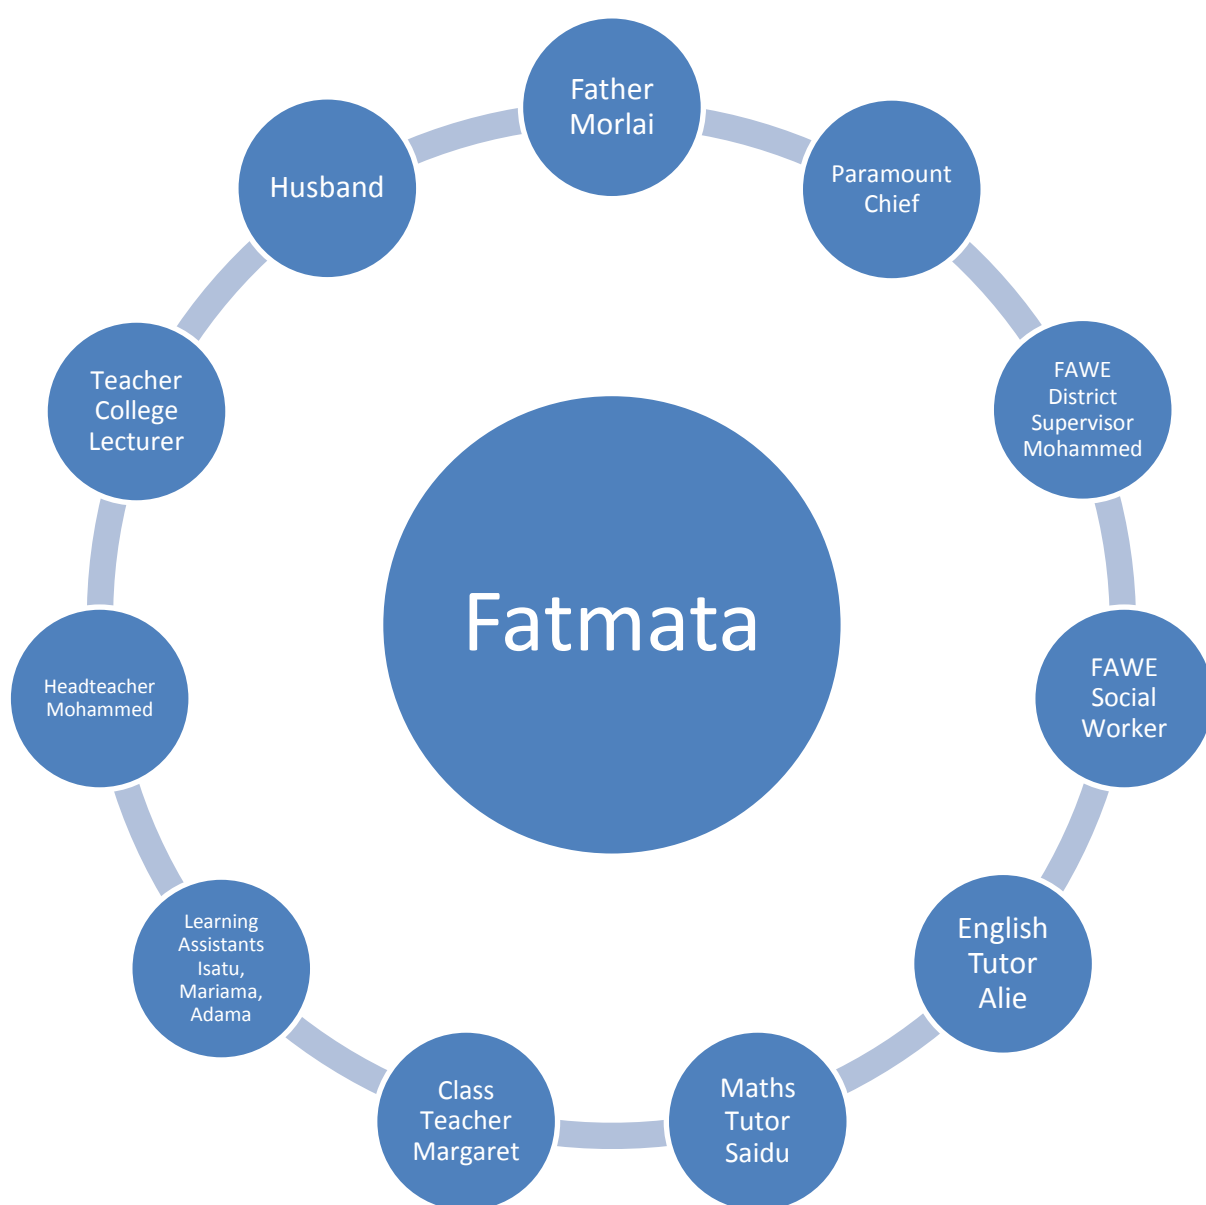 Father
Morlai
Paramount
Chief
FAWE
District
Supervisor
Mohammed
FAWE
Social
Worker
English
Tutor
Alie
Maths
Tutor
Saidu
Class
Teacher
Margaret
Learning
Assistants
Isatu,
Mariama,
Adama
Headteacher
Mohammed
Teacher
College
Lecturer
Husband
Fatmata